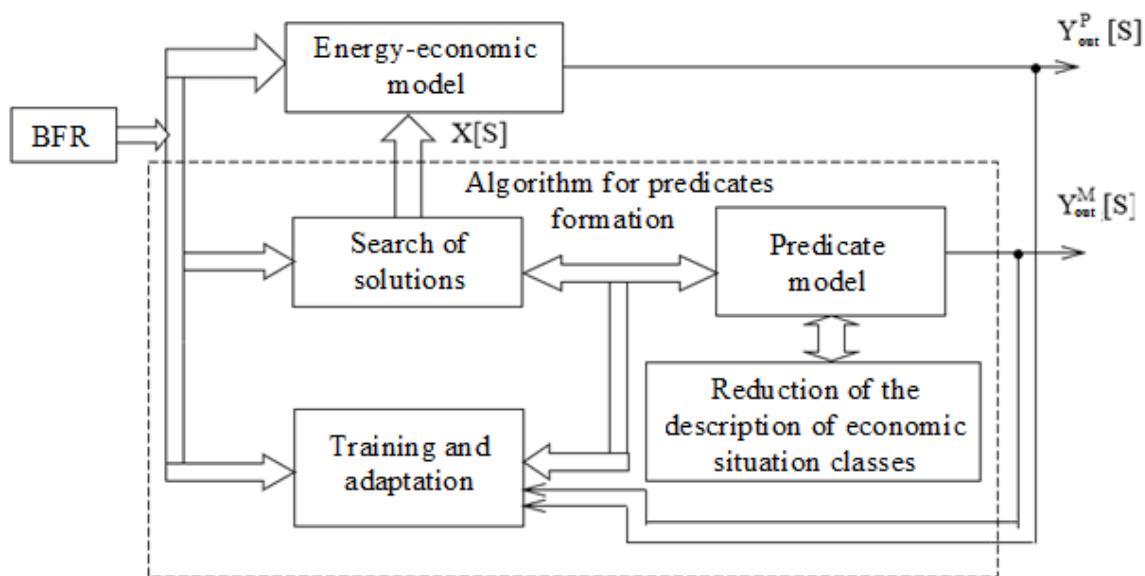 Energy-economic
model
Y^P_out [S]
BFR
X[S]
Algorithm for predicates
formation
Y^M_out [S]
Search of
solutions
Predicate
model
Reduction of the
description of economic
situation classes
Training and
adaptation